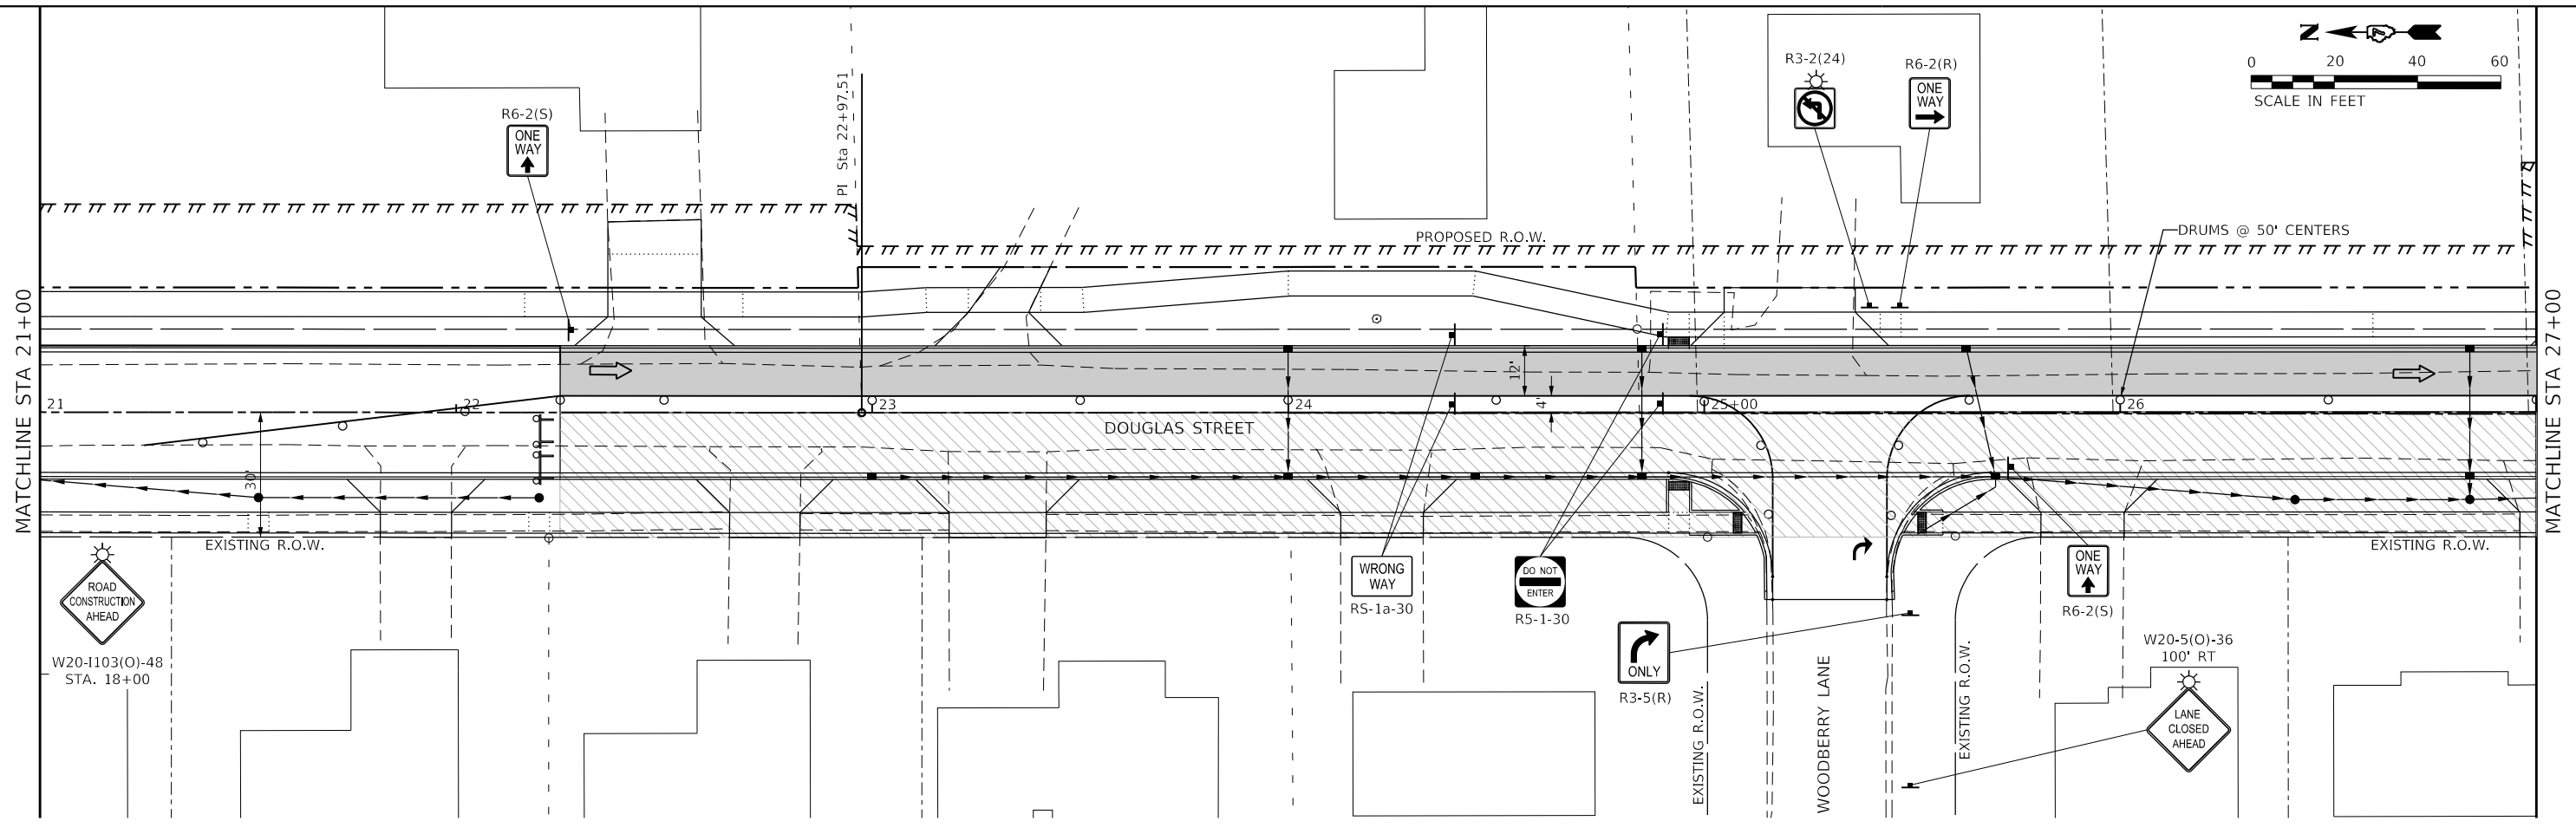 MATCHLINE STA 21+00
R6-2(S)
ONE
WAY
PI Sta 22+97.51
R3-2(24)
R6-2(R)
ONE
WAY
N
0 20 40 60
SCALE IN FEET
PROPOSED R.O.W.
DRUMS @ 50' CENTERS
12'
4'
21
22
23
24
25+00
26
30'
DOUGLAS STREET
EXISTING R.O.W.
EXISTING R.O.W.
ROAD
CONSTRUCTION
AHEAD
W20-I103(O)-48
STA. 18+00
WRONG
WAY
RS-1a-30
DO NOT
ENTER
R5-1-30
ONLY
R3-5(R)
EXISTING R.O.W.
WOODBERRY LANE
EXISTING R.O.W.
ONE
WAY
R6-2(S)
W20-5(O)-36
100' RT
LANE
CLOSED
AHEAD
MATCHLINE STA 27+00